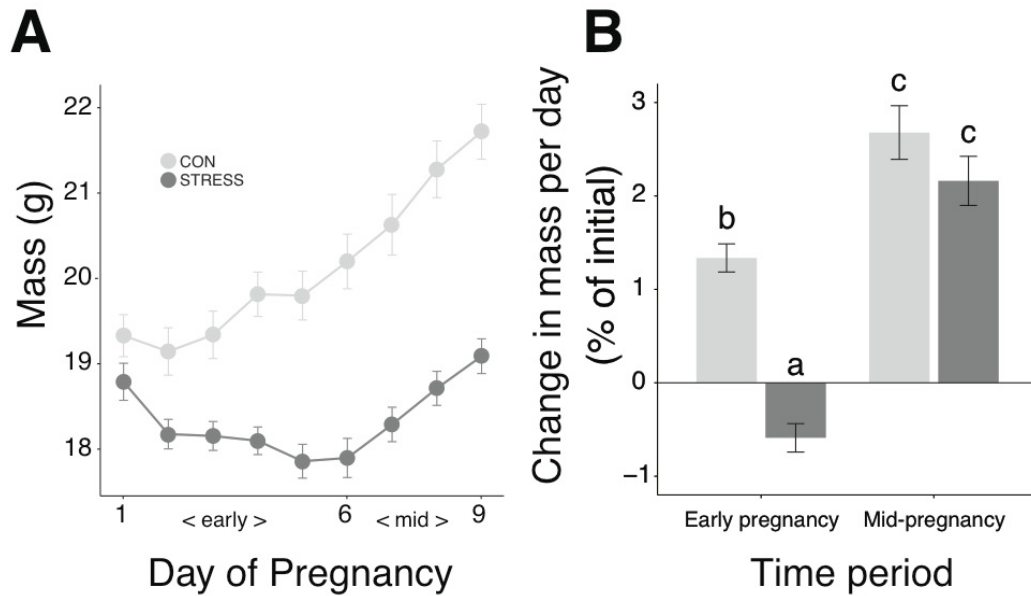 A
Mass (g)
22
21
20
19
18
CON
STRESS
1
< early >
6
< mid >
9
Day of Pregnancy
B
Change in mass per day
(% of initial)
3
2
1
0
−1
b
a
c
c
Early pregnancy
Mid-pregnancy
Time period